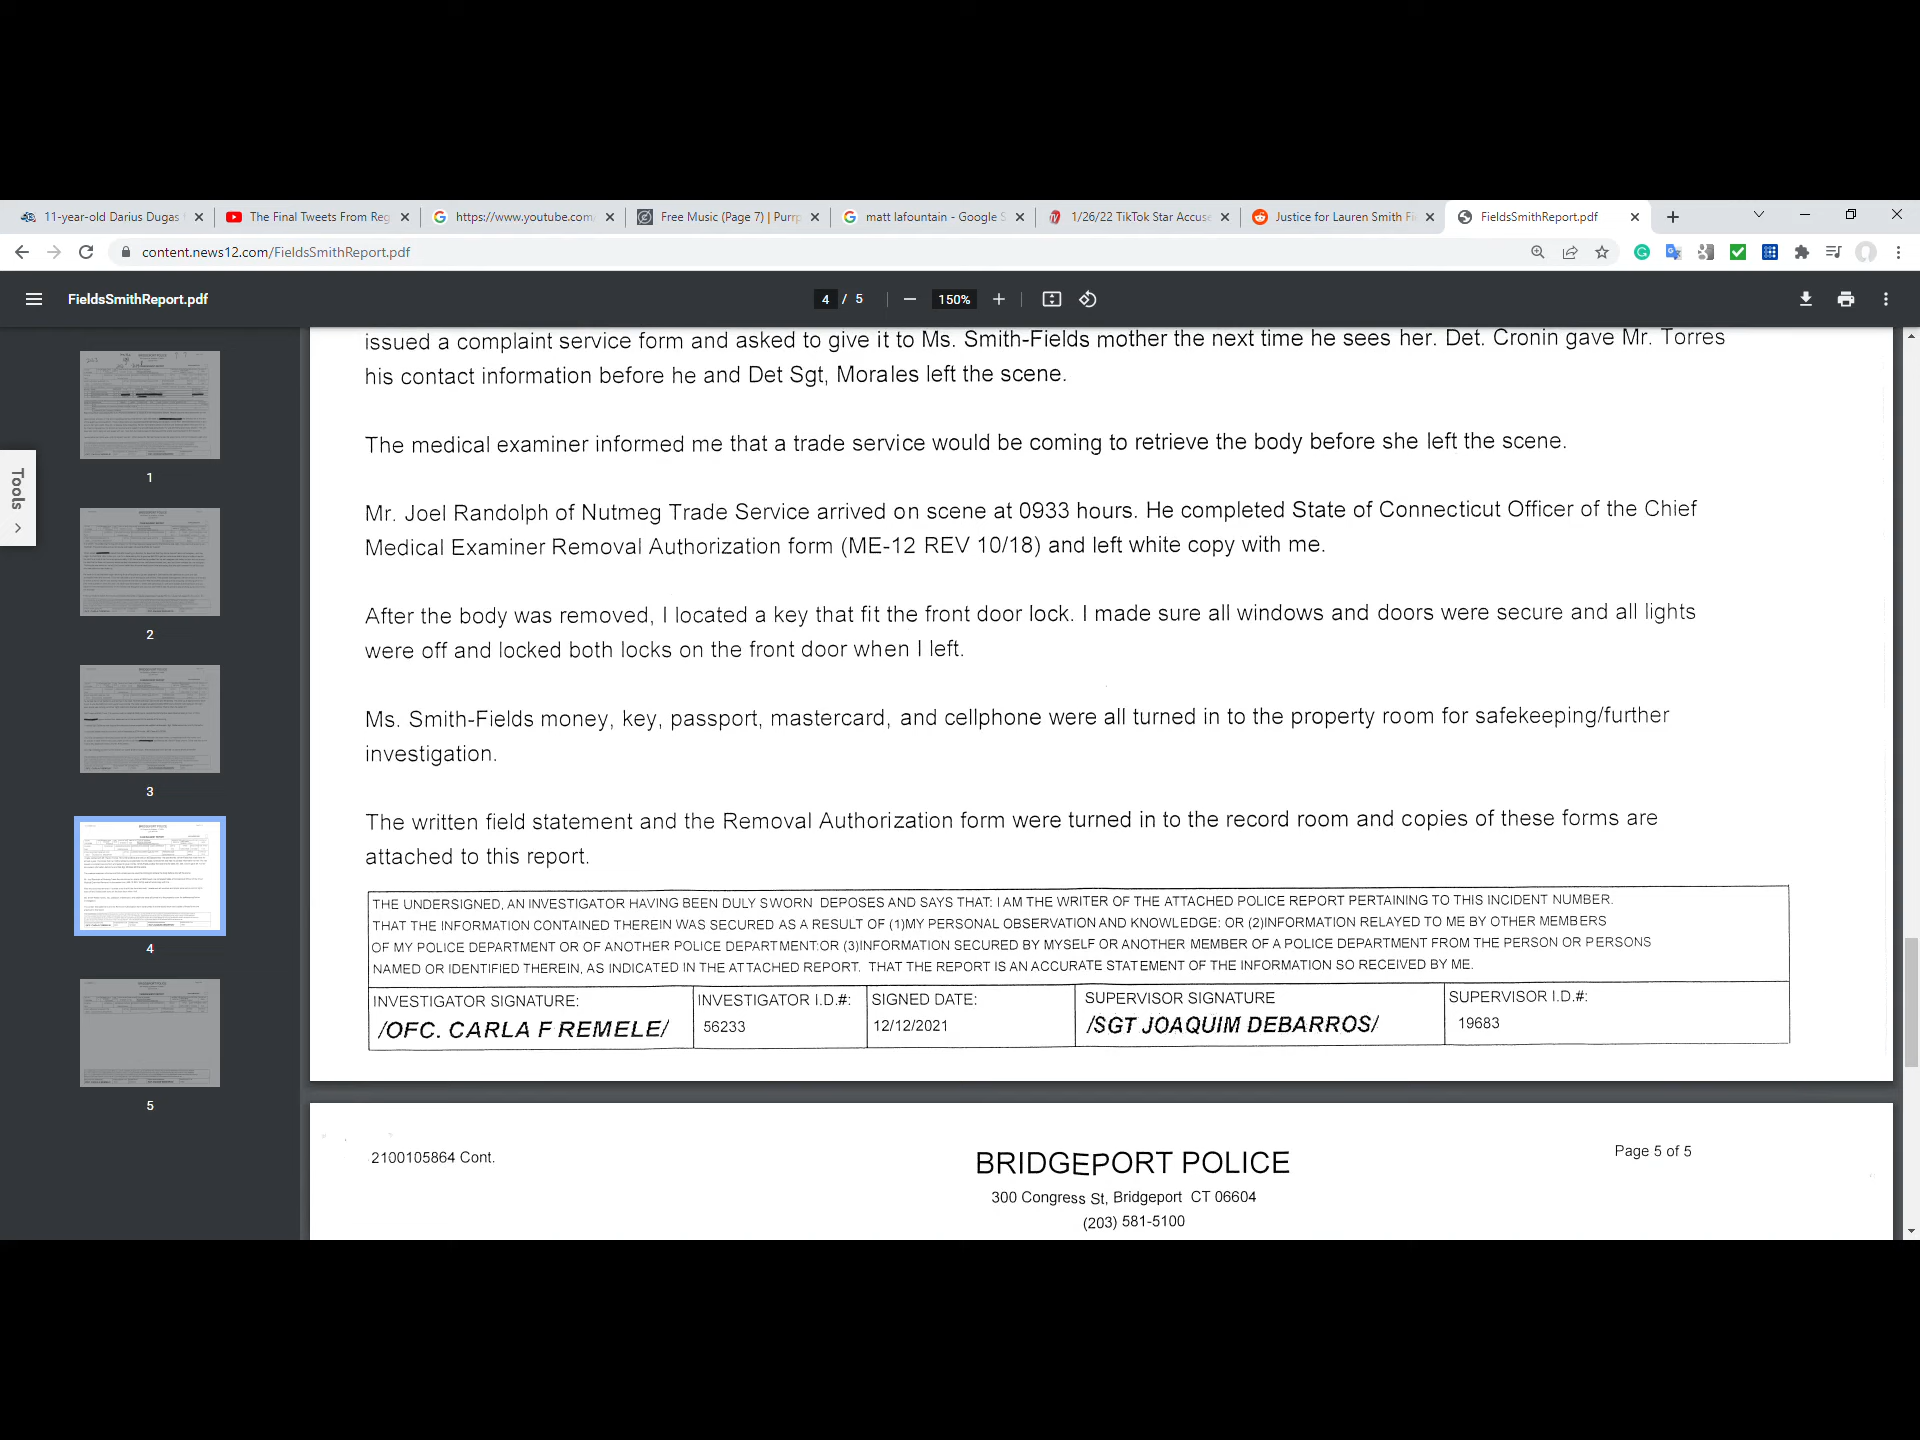 11-year-old Darius Dugas
The Final Tweets From Reg
https://www.youtube.com
Free Music (Page 7) | Purrp
matt lafountain - Google S
1/26/22 TikTok Star Accuse
Justice for Lauren Smith Fi
FieldsSmithReport.pdf
content.news12.com/FieldsSmithReport.pdf
FieldsSmithReport.pdf
4 / 5
150%
Tools
1
2
3
4
5
issued a complaint service form and asked to give it to Ms. Smith-Fields mother the next time he sees her. Det. Cronin gave Mr. Torres
his contact information before he and Det Sgt, Morales left the scene.
The medical examiner informed me that a trade service would be coming to retrieve the body before she left the scene.
Mr. Joel Randolph of Nutmeg Trade Service arrived on scene at 0933 hours. He completed State of Connecticut Officer of the Chief
Medical Examiner Removal Authorization form (ME-12 REV 10/18) and left white copy with me.
After the body was removed, I located a key that fit the front door lock. I made sure all windows and doors were secure and all lights
were off and locked both locks on the front door when I left.
Ms. Smith-Fields money, key, passport, mastercard, and cellphone were all turned in to the property room for safekeeping/further
investigation.
The written field statement and the Removal Authorization form were turned in to the record room and copies of these forms are
attached to this report.
THE UNDERSIGNED, AN INVESTIGATOR HAVING BEEN DULY SWORN DEPOSES AND SAYS THAT: I AM THE WRITER OF THE ATTACHED POLICE REPORT PERTAINING TO THIS INCIDENT NUMBER.
THAT THE INFORMATION CONTAINED THEREIN WAS SECURED AS A RESULT OF (1)MY PERSONAL OBSERVATION AND KNOWLEDGE: OR (2)INFORMATION RELAYED TO ME BY OTHER MEMBERS
OF MY POLICE DEPARTMENT OR OF ANOTHER POLICE DEPARTMENT:OR (3)INFORMATION SECURED BY MYSELF OR ANOTHER MEMBER OF A POLICE DEPARTMENT FROM THE PERSON OR PERSONS
NAMED OR IDENTIFIED THEREIN, AS INDICATED IN THE ATTACHED REPORT. THAT THE REPORT IS AN ACCURATE STATEMENT OF THE INFORMATION SO RECEIVED BY ME.
INVESTIGATOR SIGNATURE: INVESTIGATOR I.D.#: SIGNED DATE: SUPERVISOR SIGNATURE SUPERVISOR I.D.#:
/OFC. CARLA F REMELE/ 56233 12/12/2021 /SGT JOAQUIM DEBARROS/ 19683
2100105864 Cont.
BRIDGEPORT POLICE
Page 5 of 5
300 Congress St, Bridgeport CT 06604
(203) 581-5100